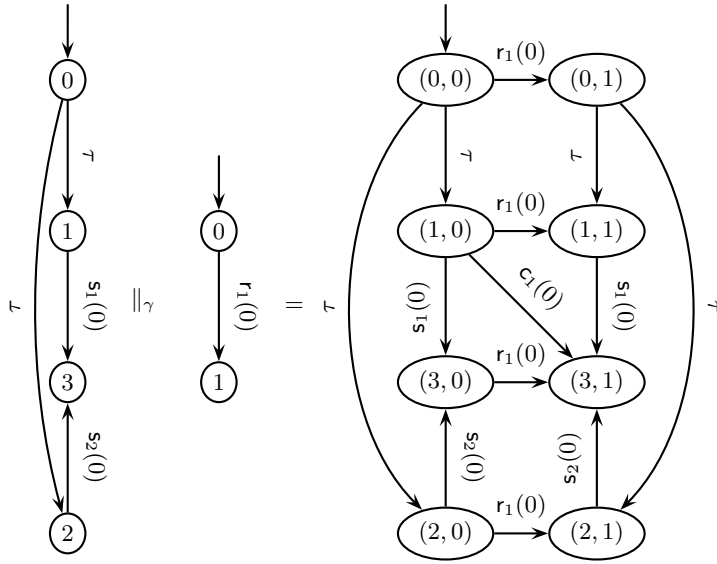 0
τ
1
s₁(0)
3
s₂(0)
2
τ
∥γ
0
r₁(0)
1
=
(0, 0)
r₁(0)
(0, 1)
τ
τ
(1, 0)
r₁(0)
(1, 1)
τ
s₁(0)
c₁(0)
s₁(0)
τ
(3, 0)
r₁(0)
(3, 1)
s₂(0)
s₂(0)
(2, 0)
r₁(0)
(2, 1)